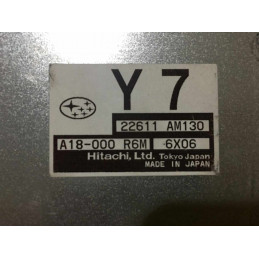 Y 7
22611 AM130
A18-000 R6M 6X06
Hitachi, Ltd. Tokyo Japan
MADE IN JAPAN